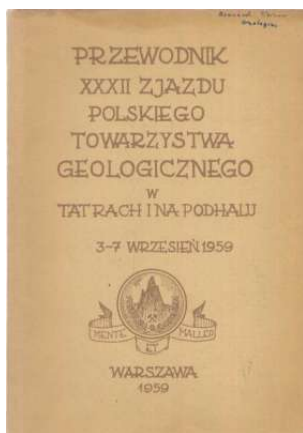 PRZEWODNIK
XXXII ZJAZDU
POLSKIEGO
TOWARZYSTWA
GEOLOGICZNEGO
W
TATRACH I NA PODHALU
3-7 WRZESIEŃ 1959
MENTE ET MALLEO
WARSZAWA
1959